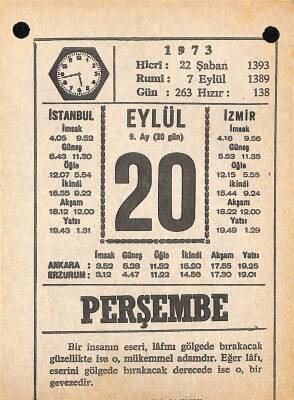 1973
Hicri: 22 Şaban 1393
Rumî: 7 Eylül 1389
Gün: 263 Hızır: 138
İSTANBUL
İmsak
4.05 9.52
Güneş
5.43 11.30
Öğle
12.07 5.54
İkindi
15.35 9.22
Akşam
18.12 12.00
Yatsı
19.43 1.31
EYLÜL
9. Ay (30 gün)
20
İZMİR
İmsak
4.16 9.56
Güneş
5.53 11.35
Öğle
12.15 5.55
İkindi
15.44 9.24
Akşam
18.22 12.00
Yatsı
19.49 1.29
İmsak Güneş Öğle İkindi Akşam Yatsı
ANKARA : 3.52 5.28 11.52 15.20 17.55 19.25
ERZURUM : 3.12 4.47 11.22 14.56 17.30 19.01
PERŞEMBE
Bir insanın eseri, lâfını gölgede bırakacak
güzellikte ise o, mükemmel adamdır. Eğer lâfı,
eserini gölgede bırakacak derecede ise o, bir
gevezedir.